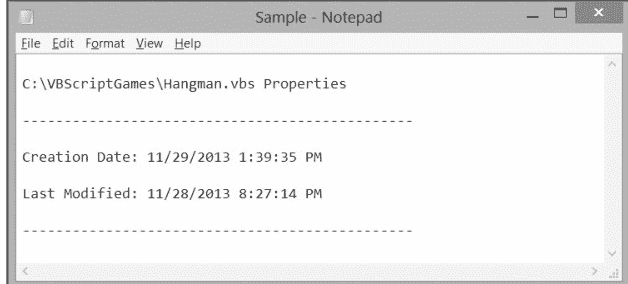 Sample - Notepad
File Edit Format View Help
C:\VBScriptGames\Hangman.vbs Properties
-----------------------------------------------
Creation Date: 11/29/2013 1:39:35 PM
Last Modified: 11/28/2013 8:27:14 PM
-----------------------------------------------